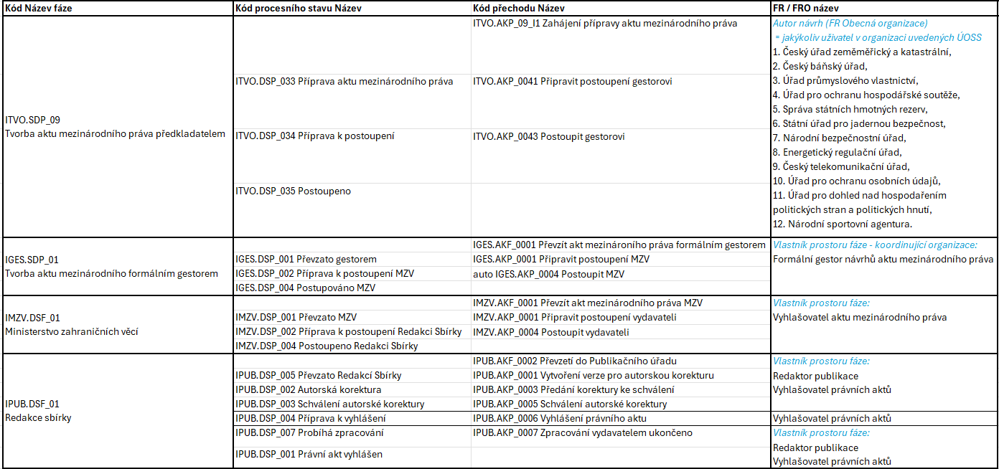 Kód Název fáze
Kód procesního stavu Název
Kód přechodu Název
FR / FRO název
ITVO.SDP_09
Tvorba aktu mezinárodního práva předkladatelem
ITVO.AKP_09_I1 Zahájení přípravy aktu mezinárodního práva
ITVO.DSP_033 Příprava aktu mezinárodního práva
ITVO.AKP_0041 Připravit postoupení gestorovi
ITVO.DSP_034 Příprava k postoupení
ITVO.AKP_0043 Postoupit gestorovi
ITVO.DSP_035 Postoupeno
Autor návrh (FR Obecná organizace)
= jakýkoliv uživatel v organizaci uvedených ÚOSS
1. Český úřad zeměměřický a katastrální,
2. Český báňský úřad,
3. Úřad průmyslového vlastnictví,
4. Úřad pro ochranu hospodářské soutěže,
5. Správa státních hmotných rezerv,
6. Státní úřad pro jadernou bezpečnost,
7. Národní bezpečnostní úřad,
8. Energetický regulační úřad,
9. Český telekomunikační úřad,
10. Úřad pro ochranu osobních údajů,
11. Úřad pro dohled nad hospodařením
politických stran a politických hnutí,
12. Národní sportovní agentura.
IGES.SDP_01
Tvorba aktu mezinárodního formálním gestorem
IGES.AKF_0001 Převzít akt mezinároního práva formálním gestorem
IGES.DSP_001 Převzato gestorem
IGES.AKP_0001 Připravit postoupení MZV
IGES.DSP_002 Příprava k postoupení MZV
auto IGES.AKP_0004 Postoupit MZV
IGES.DSP_004 Postupováno MZV
Vlastník prostoru fáze - koordinující organizace:
Formální gestor návrhů aktu mezinárodního práva
IMZV.DSF_01
Ministerstvo zahraničních věcí
IMZV.AKF_0001 Převzít akt mezinárodního práva MZV
IMZV.DSP_001 Převzato MZV
IMZV.AKP_0001 Připravit postoupení vydavateli
IMZV.DSP_002 Příprava k postoupení Redakci Sbírky
IMZV.AKP_0004 Postoupit vydavateli
IMZV.DSP_004 Postoupeno Redakci Sbírky
Vlastník prostoru fáze:
Vyhlašovatel aktu mezinárodního práva
IPUB.DSF_01
Redakce sbírky
IPUB.AKF_0002 Převzetí do Publikačního úřadu
IPUB.DSP_005 Převzato Redakcí Sbírky
IPUB.AKP_0001 Vytvoření verze pro autorskou korekturu
IPUB.DSP_002 Autorská korektura
IPUB.AKP_0003 Předání korektury ke schválení
IPUB.DSP_003 Schválení autorské korektury
IPUB.AKP_0005 Schválení autorské korektury
Vlastník prostoru fáze:
Redaktor publikace
Vyhlašovatel právních aktů
IPUB.DSP_004 Příprava k vyhlášení
IPUB.AKP_0006 Vyhlášení právního aktu
Vyhlašovatel právních aktů
IPUB.DSP_007 Probíhá zpracování
IPUB.AKP_0007 Zpracování vydavatelem ukončeno
IPUB.DSP_001 Právní akt vyhlášen
Vlastník prostoru fáze:
Redaktor publikace
Vyhlašovatel právních aktů